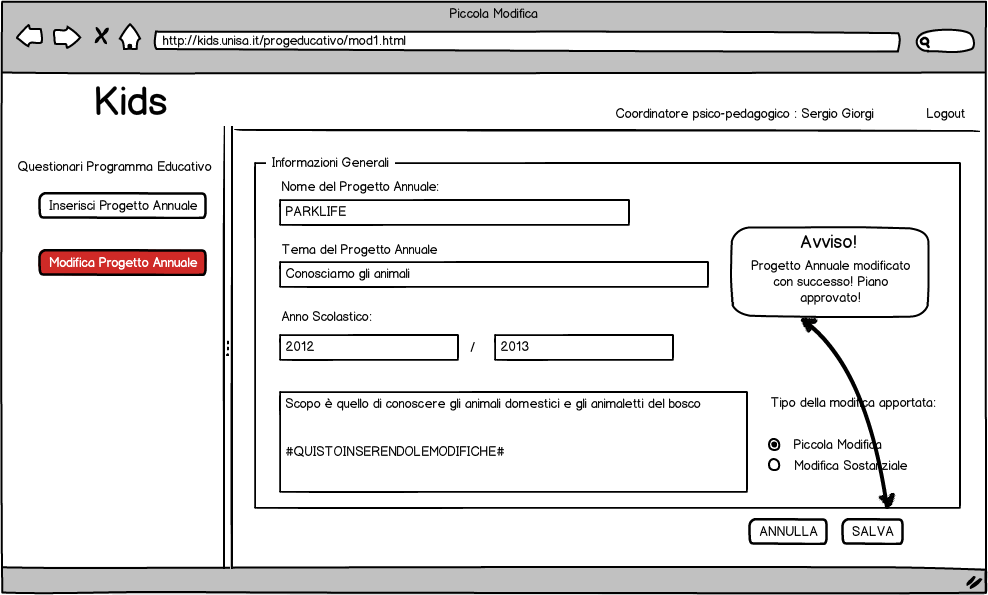 Piccola Modifica
http://kids.unisa.it/progeducativo/mod1.html
Kids
Coordinatore psico-pedagogico : Sergio Giorgi
Logout
Questionari Programma Educativo
Inserisci Progetto Annuale
Modifica Progetto Annuale
Informazioni Generali
Nome del Progetto Annuale:
PARKLIFE
Tema del Progetto Annuale
Conosciamo gli animali
Anno Scolastico:
2012 / 2013
Scopo è quello di conoscere gli animali domestici e gli animaletti del bosco
#QUISTOINSERENDOLEMODIFICHE#
Avviso!
Progetto Annuale modificato
con successo! Piano
approvato!
Tipo della modifica apportata:
Piccola Modifica
Modifica Sostanziale
ANNULLA
SALVA